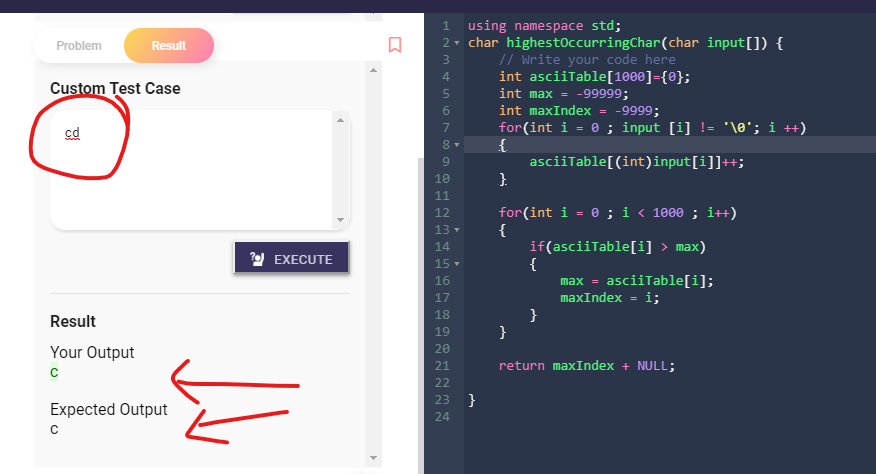 Problem
Result
Custom Test Case
cd
EXECUTE
Result
Your Output
c
Expected Output
c
1 using namespace std;
2 char highestOccurringChar(char input[]) {
3     // Write your code here
4     int asciiTable[1000]={0};
5     int max = -99999;
6     int maxIndex = -9999;
7     for(int i = 0 ; input [i] != '\0'; i ++)
8     {
9         asciiTable[(int)input[i]]++;
10     }
11
12     for(int i = 0 ; i < 1000 ; i++)
13     {
14         if(asciiTable[i] > max)
15         {
16             max = asciiTable[i];
17             maxIndex = i;
18         }
19     }
20
21     return maxIndex + NULL;
22
23 }
24